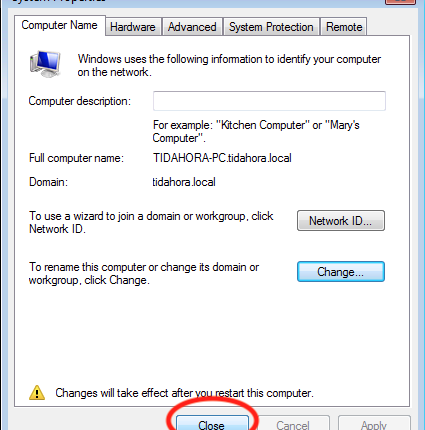 System Properties
Computer Name Hardware Advanced System Protection Remote
Windows uses the following information to identify your computer
on the network.
Computer description:
For example: "Kitchen Computer" or "Mary's
Computer".
Full computer name: TIDAHORA-PC.tidahora.local
Domain: tidahora.local
To use a wizard to join a domain or workgroup, click
Network ID.
Network ID...
To rename this computer or change its domain or
workgroup, click Change.
Change...
Changes will take effect after you restart this computer.
Close Cancel Apply